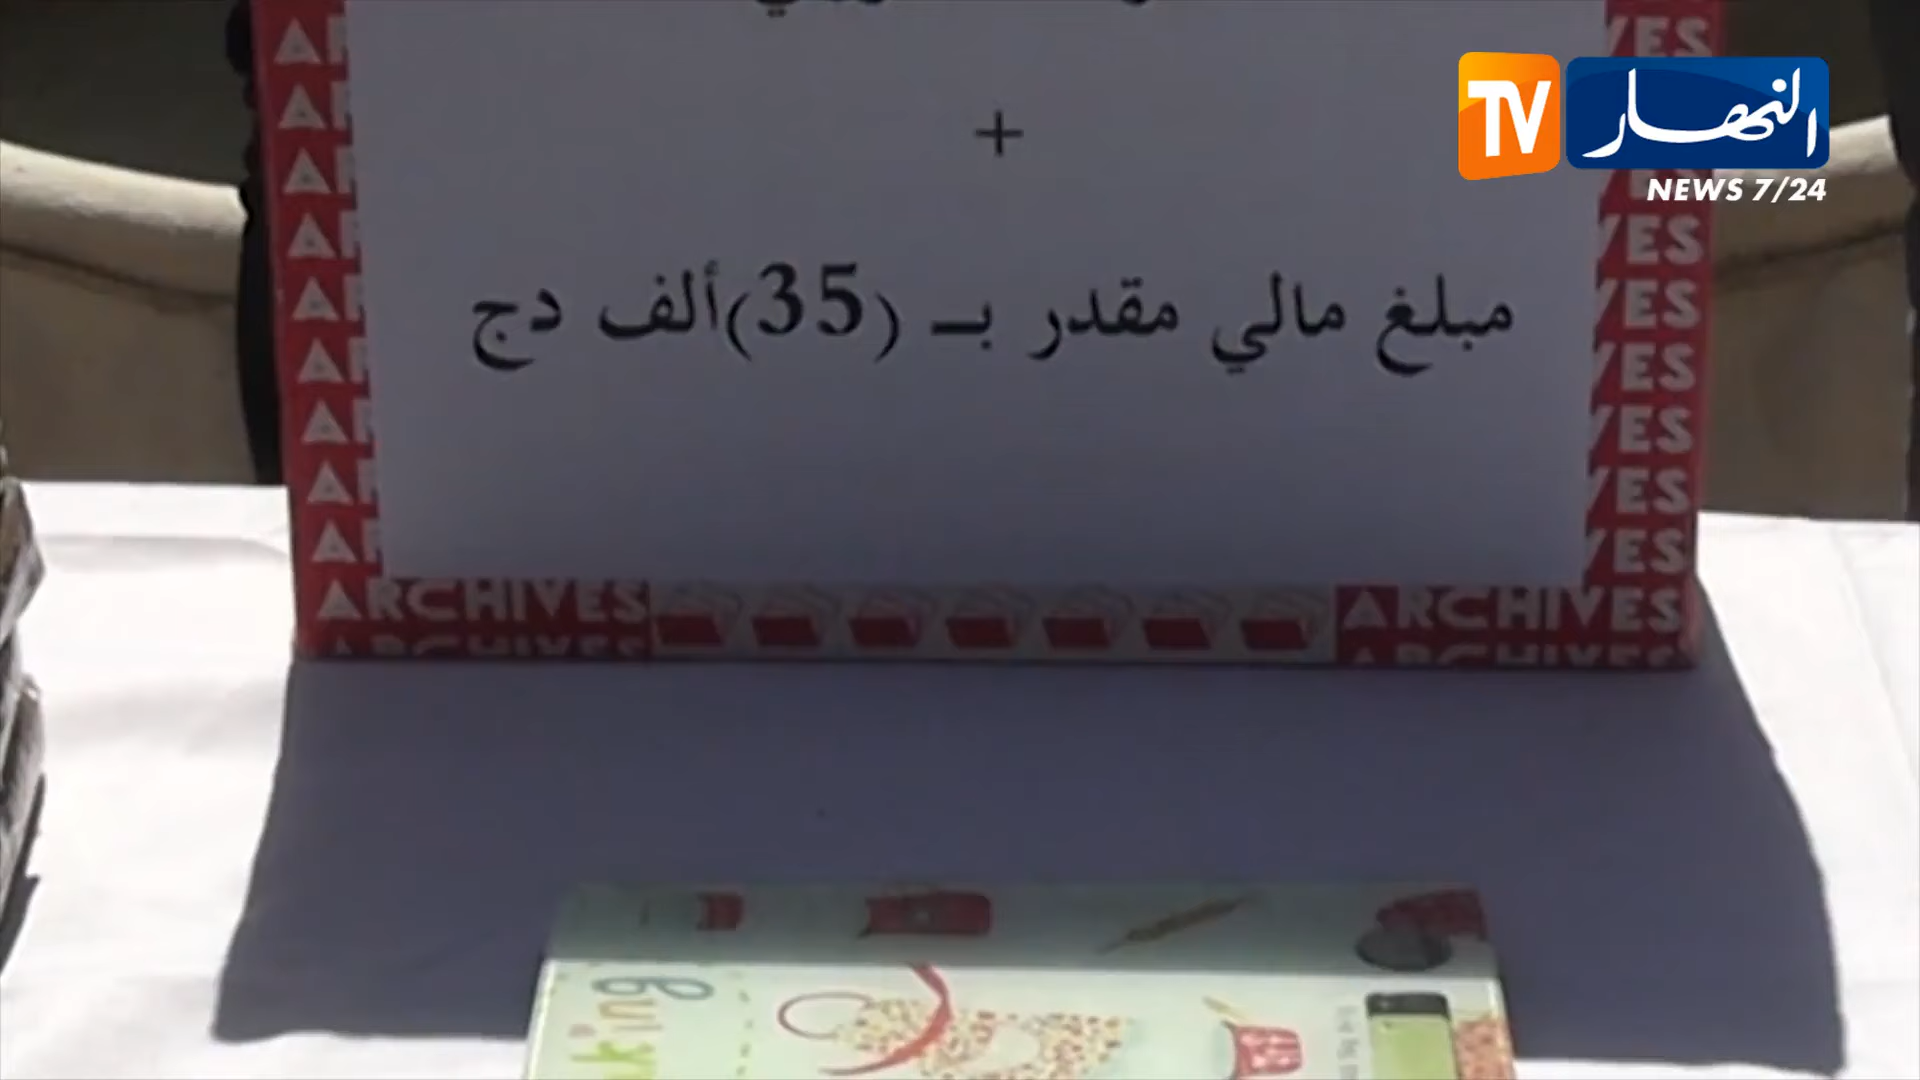 TV النهار
NEWS 7/24
+
مبلغ مالي مقدر بـ (35)ألف دج
ARCHIVES
ARCHIVES